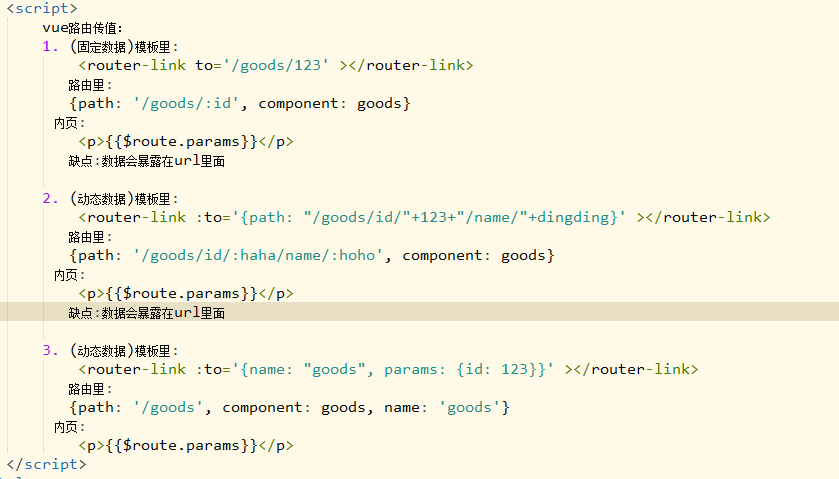 <script>
vue路由传值:
1. (固定数据)模板里:
<router-link to='/goods/123' ></router-link>
路由里:
{path: '/goods/:id', component: goods}
内页:
<p>{{$route.params}}</p>
缺点:数据会暴露在url里面
2. (动态数据)模板里:
<router-link :to='{path: "/goods/id/"+123+"/name/"+dingding}' ></router-link>
路由里:
{path: '/goods/id/:haha/name/:hoho', component: goods}
内页:
<p>{{$route.params}}</p>
缺点:数据会暴露在url里面
3. (动态数据)模板里:
<router-link :to='{name: "goods", params: {id: 123}}' ></router-link>
路由里:
{path: '/goods', component: goods, name: 'goods'}
内页:
<p>{{$route.params}}</p>
</script>